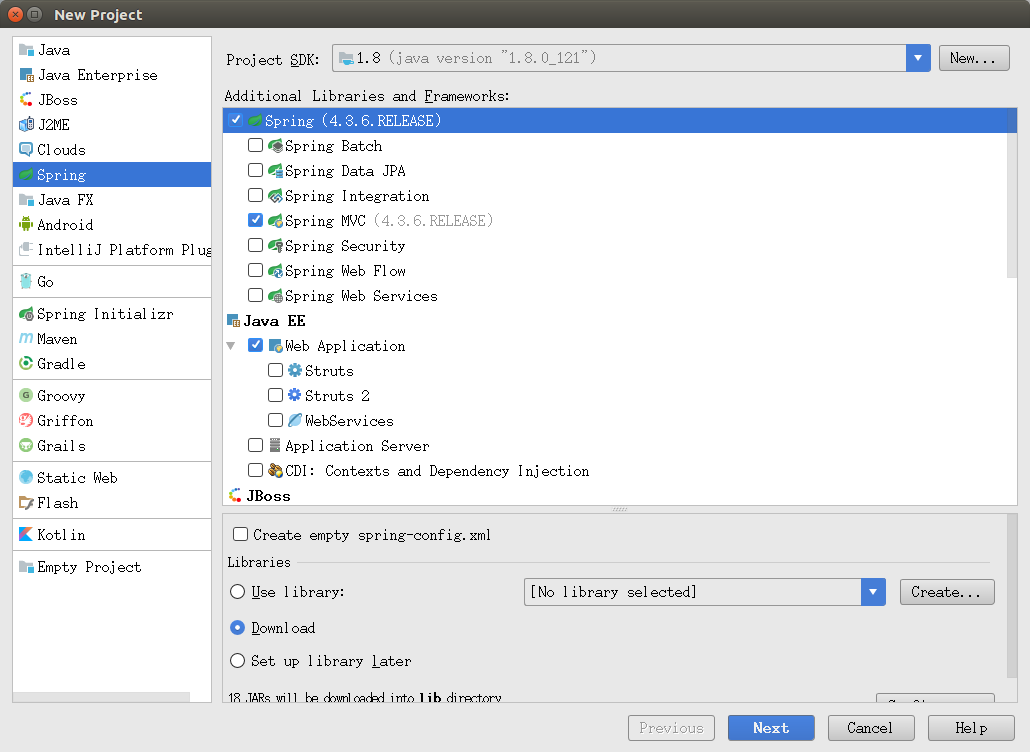 New Project
Java
Java Enterprise
JBoss
J2ME
Clouds
Spring
Java FX
Android
IntelliJ Platform Plug
Go
Spring Initializr
Maven
Gradle
Groovy
Griffon
Grails
Static Web
Flash
Kotlin
Empty Project
Project SDK: 1.8 (java version "1.8.0_121") New...
Additional Libraries and Frameworks:
Spring (4.3.6.RELEASE)
Spring Batch
Spring Data JPA
Spring Integration
Spring MVC (4.3.6.RELEASE)
Spring Security
Spring Web Flow
Spring Web Services
Java EE
Web Application
Struts
Struts 2
WebServices
Application Server
CDI: Contexts and Dependency Injection
JBoss
Create empty spring-config.xml
Libraries
Use library: [No library selected] Create...
Download
Set up library later
18 JARs will be downloaded into lib directory
Previous Next Cancel Help